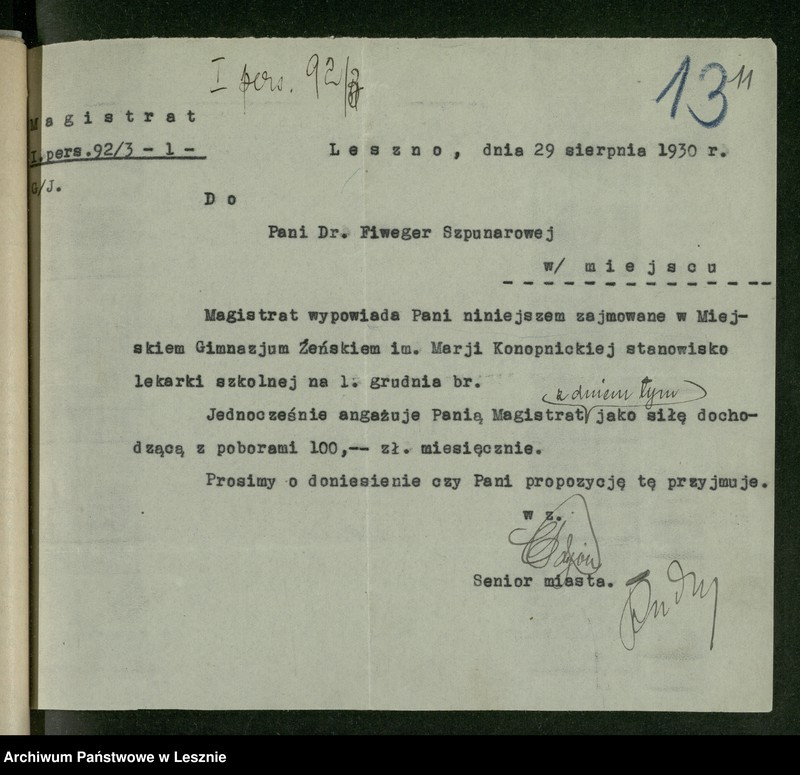 I pers. 92/3
13 11
Magistrat
I.pers.92/3 - 1 -
G/J.
Leszno, dnia 29 sierpnia 1930 r.
Do
Pani Dr. Fiweger Szpunarowej
w/ miejscu
Magistrat wypowiada Pani niniejszem zajmowane w Miej-
skiem Gimnazjum Żeńskiem im. Marji Konopnickiej stanowisko
lekarki szkolnej na 1. grudnia br.
z dniem tym
Jednocześnie angażuje Panią Magistrat jako siłę docho-
dzącą z poborami 100,-- zł. miesięcznie.
Prosimy o doniesienie czy Pani propozycję tę przyjmuje.
w z.
Senior miasta.
Archiwum Państwowe w Lesznie